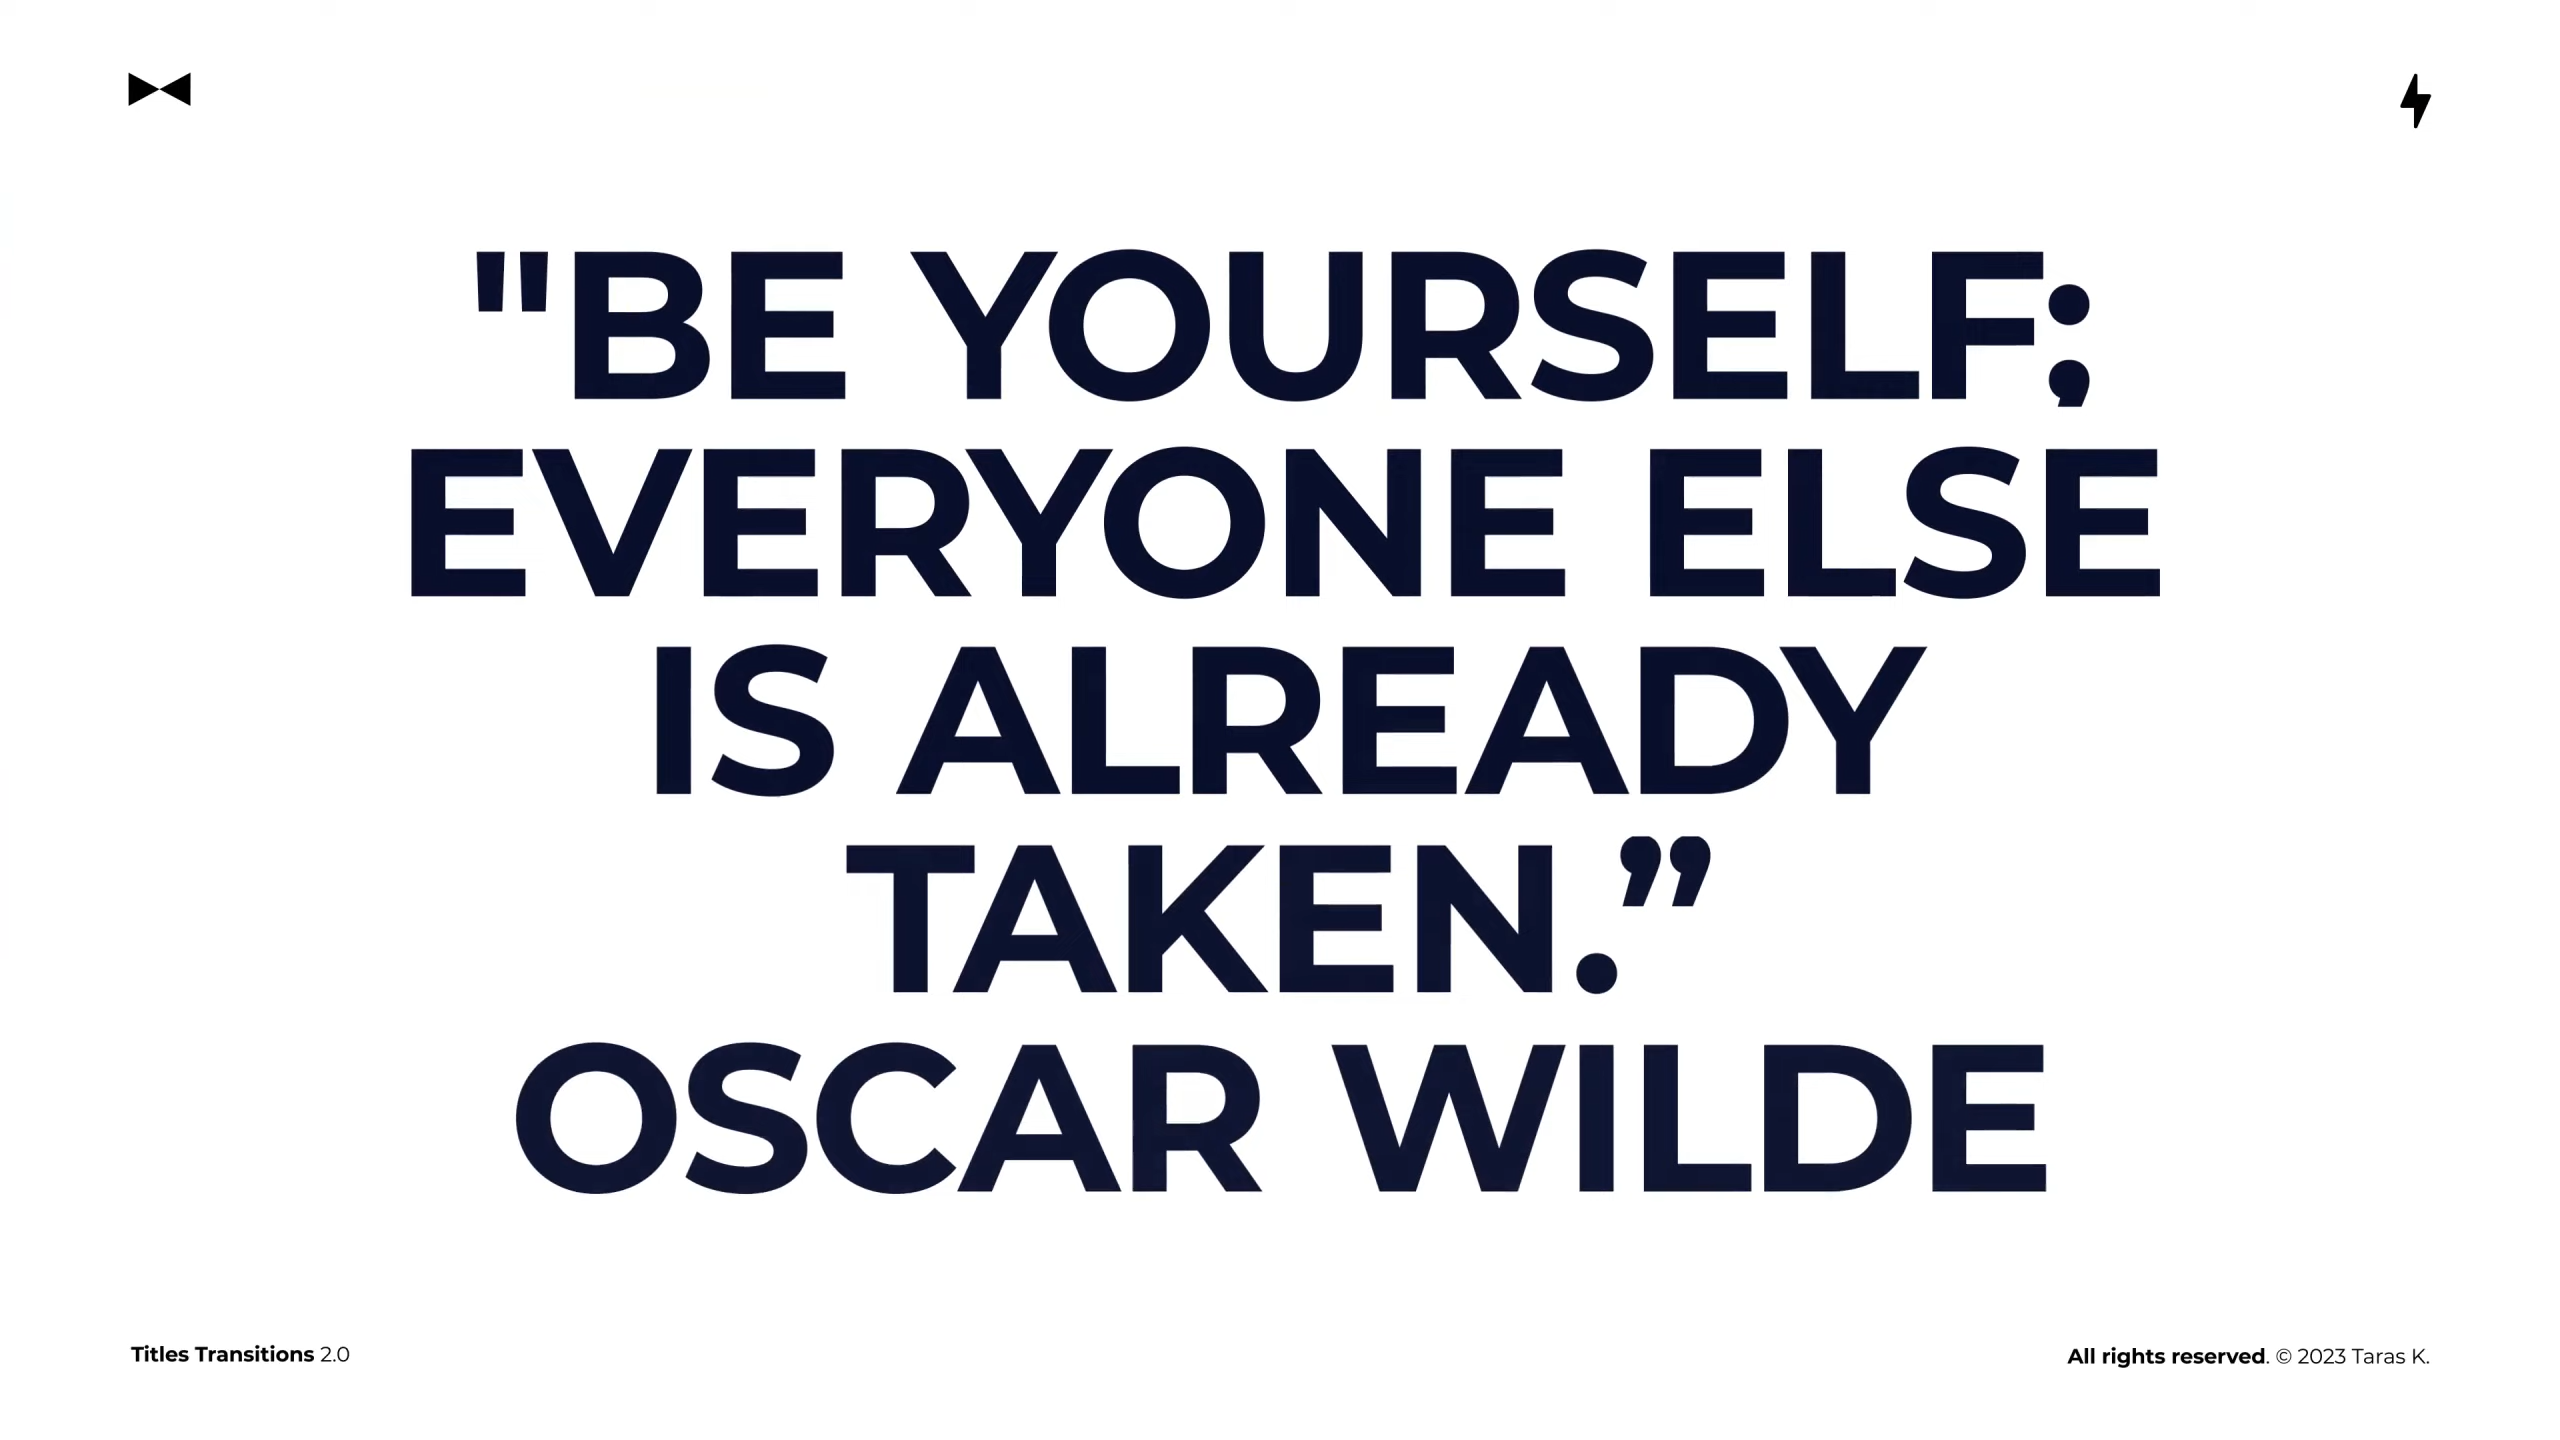 "BE YOURSELF;
EVERYONE ELSE
IS ALREADY
TAKEN.”
OSCAR WILDE
Titles Transitions 2.0
All rights reserved. © 2023 Taras K.